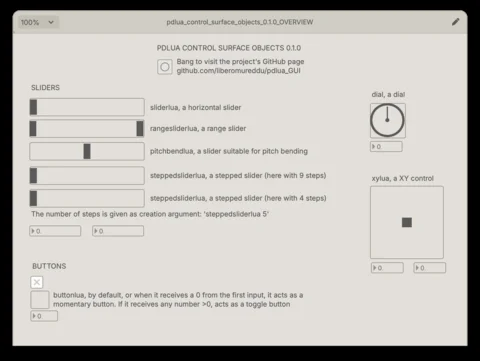 100%
pdlua_control_surface_objects_0.1.0_OVERVIEW
PDLUA CONTROL SURFACE OBJECTS 0.1.0
Bang to visit the project's GitHub page
github.com/liberomureddu/pdlua_GUI
SLIDERS
sliderlua, a horizontal slider
rangesliderlua, a range slider
pitchbendlua, a slider suitable for pitch bending
steppedsliderlua, a stepped slider (here with 9 steps)
steppedsliderlua, a stepped slider (here with 4 steps)
The number of steps is given as creation argument: 'steppedsliderlua 5'
0.
0.
dial, a dial
0.
xylua, a XY control
0.
0.
BUTTONS
buttonlua, by default, or when it receives a 0 from the first input, it acts as a
momentary button. If it receives any number >0, acts as a toggle button
0.